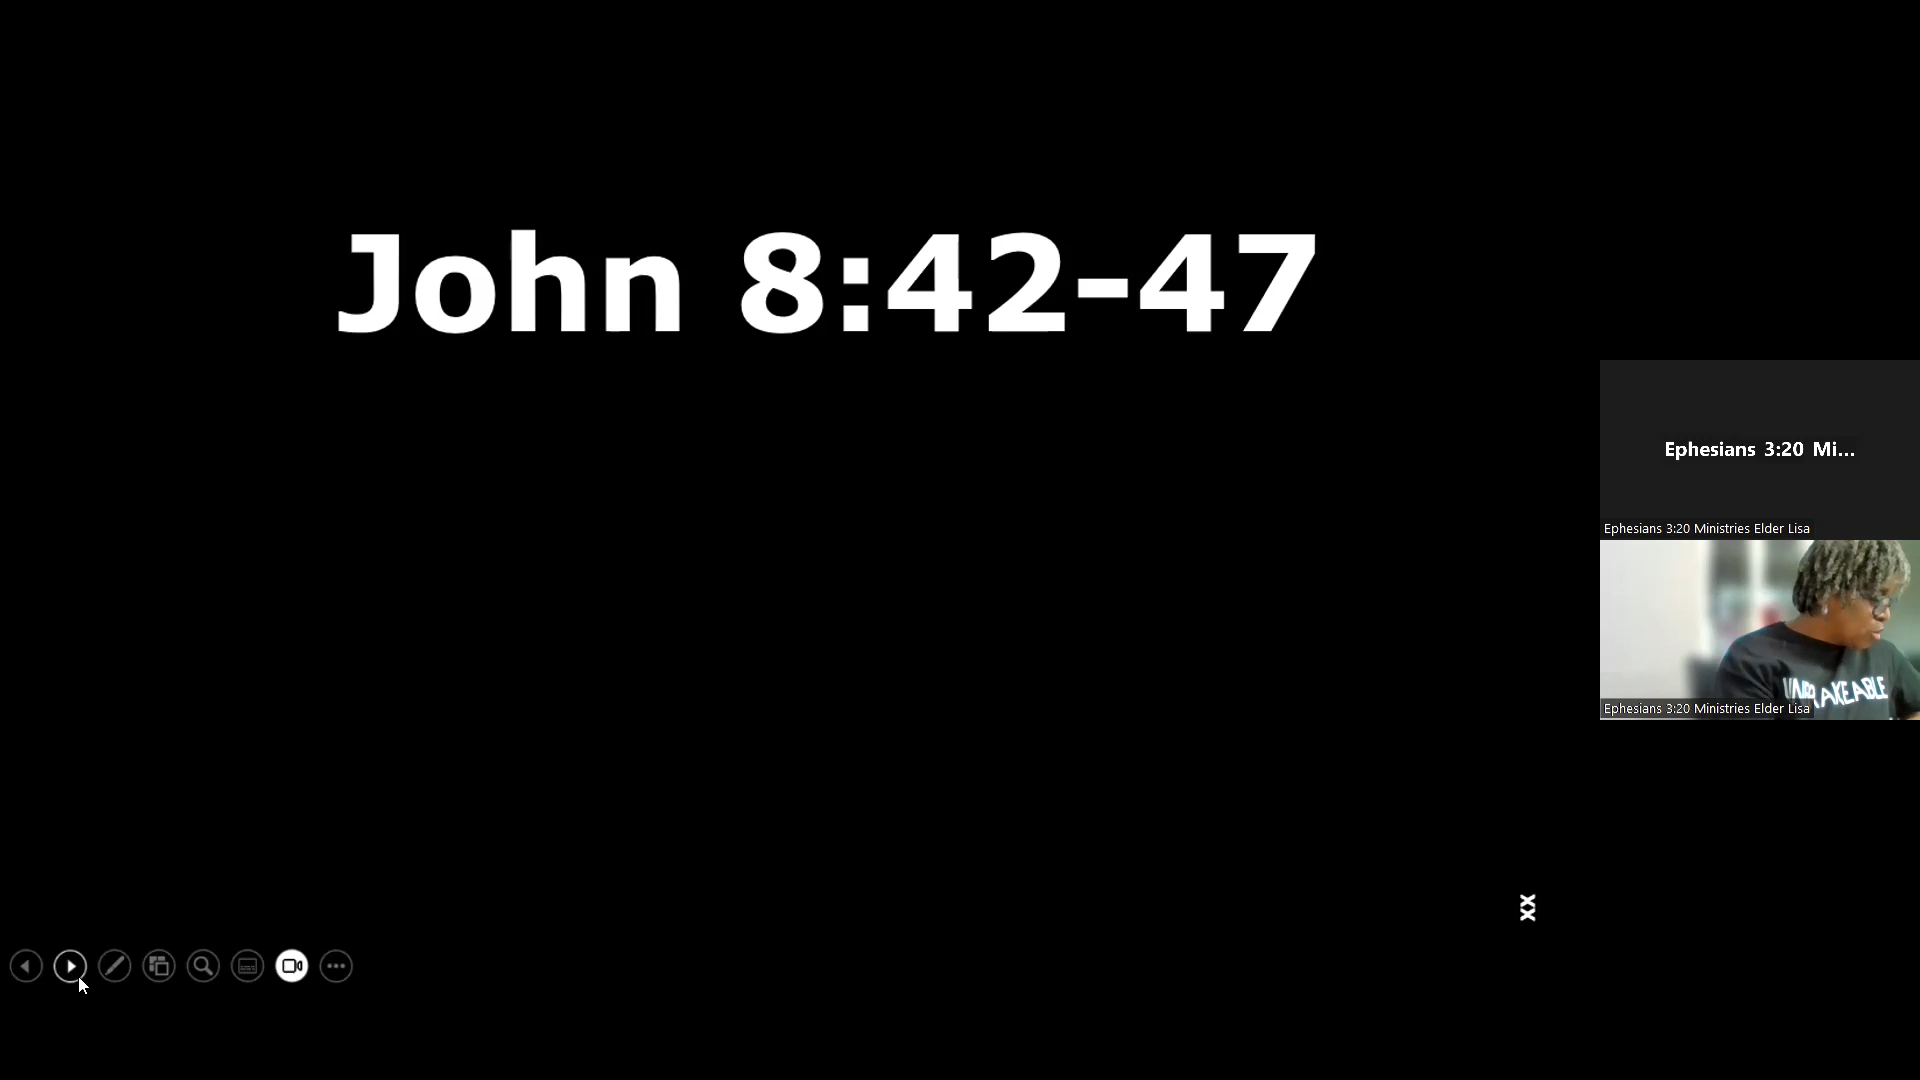 John 8:42-47
Ephesians 3:20 Mi...
Ephesians 3:20 Ministries Elder Lisa
Ephesians 3:20 Ministries Elder Lisa